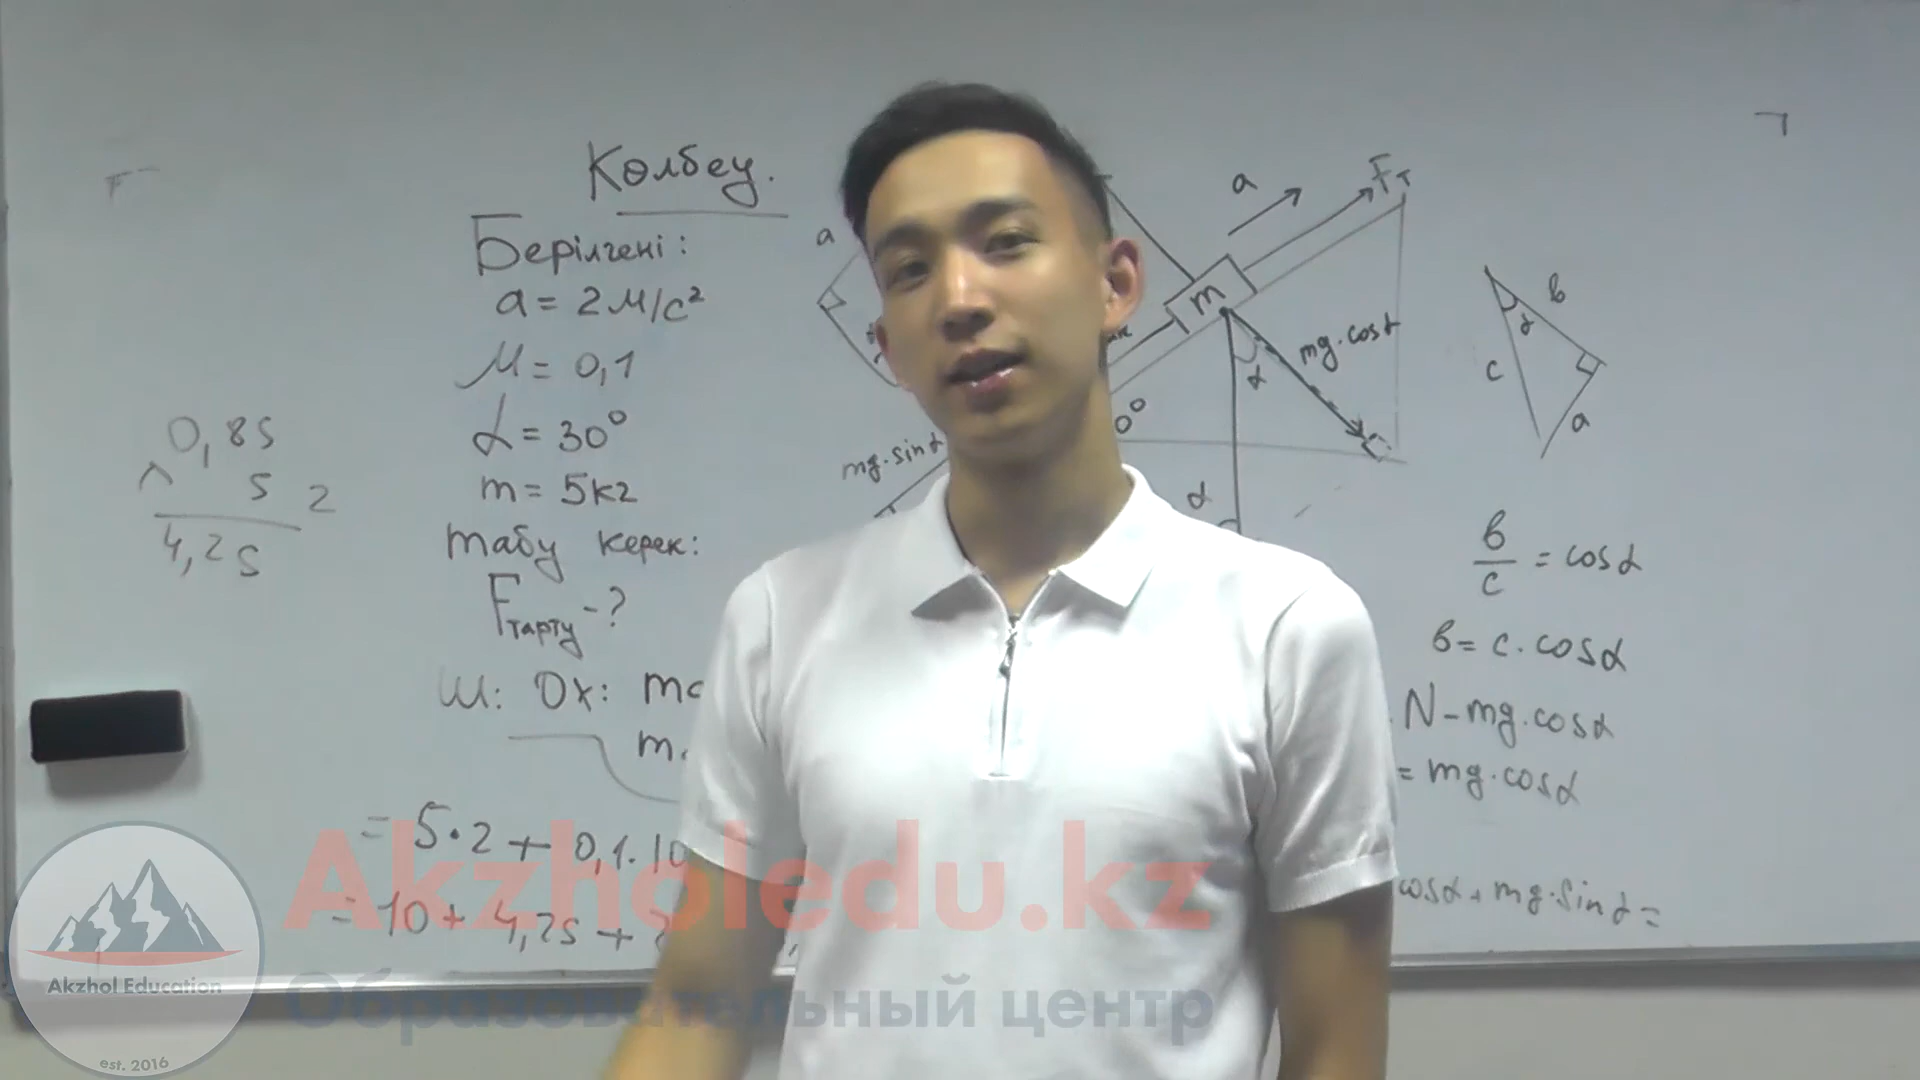 Көлбеу.
Берілгені:
a = 2м/с²
M = 0,1
α = 30⁰
m = 5кг
табу керек:
Fтарту -?
Ш: Ох:
= 5•2 + 0,1.10
= 10 + 4,25 +
0,85
5 2
4,25
a
a
Fт
m
mg.cosα
α
mg.sinα
α
в
α
c
a
в/c = cosα
в= c.cosα
N-mg.cosα
= mg.cosα
cosα + mg.sinα =
Akzholedu.kz
Образовательный центр
Akzhol Education
est. 2016